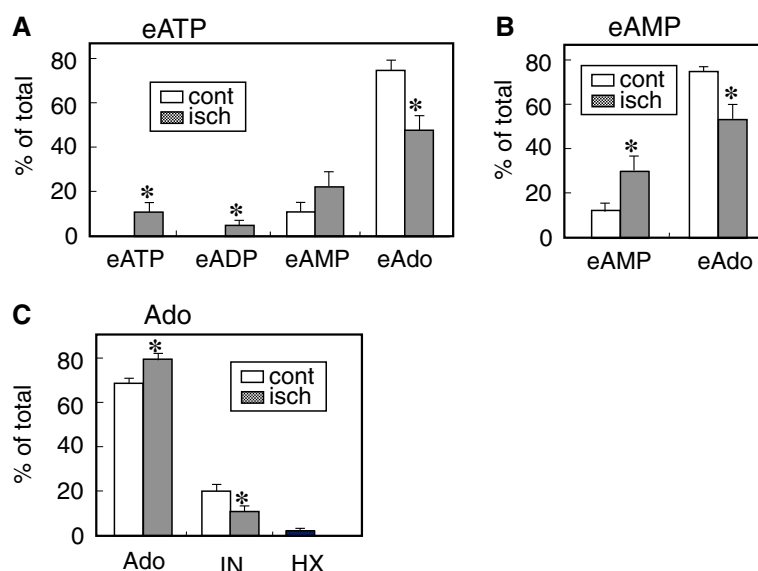 A eATP
% of total
80
60
40
20
0
cont
isch
*
*
*
eATP eADP eAMP eAdo
B eAMP
% of total
80
60
40
20
0
cont
isch
*
*
eAMP eAdo
C Ado
% of total
80
60
40
20
0
cont
isch
*
*
Ado IN HX